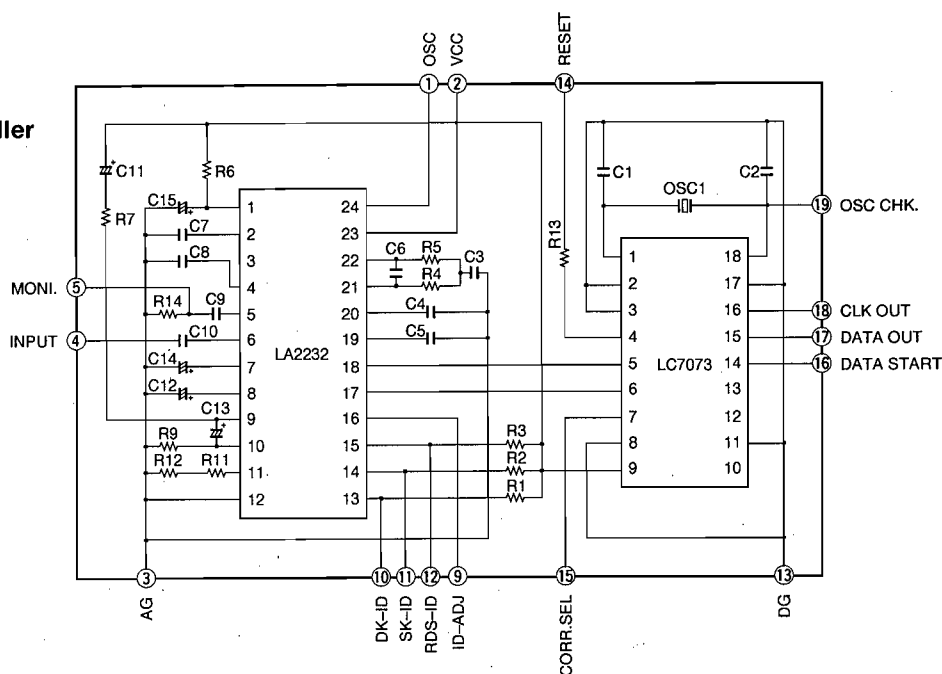 ller
OSC
VCC
RESET
1
2
14
C11
R6
C1
OSC1
C2
19 OSC CHK.
R7
C15
C7
C8
R13
MONI. 5
R14
C9
INPUT 4
C10
C14
C12
C13
R9
R12
R11
1
2
3
4
5
6
7
8
9
10
11
12
LA2232
24
23
22
21
20
19
18
17
16
15
14
13
C6
R5
R4
C3
C4
C5
R3
R2
R1
1
2
3
4
5
6
7
8
9
LC7073
18
17
16
15
14
13
12
11
10
18 CLK OUT
17 DATA OUT
16 DATA START
3
10
11
12
9
15
13
AG
DK-ID
SK-ID
RDS-ID
ID-ADJ
CORR.SEL
DG